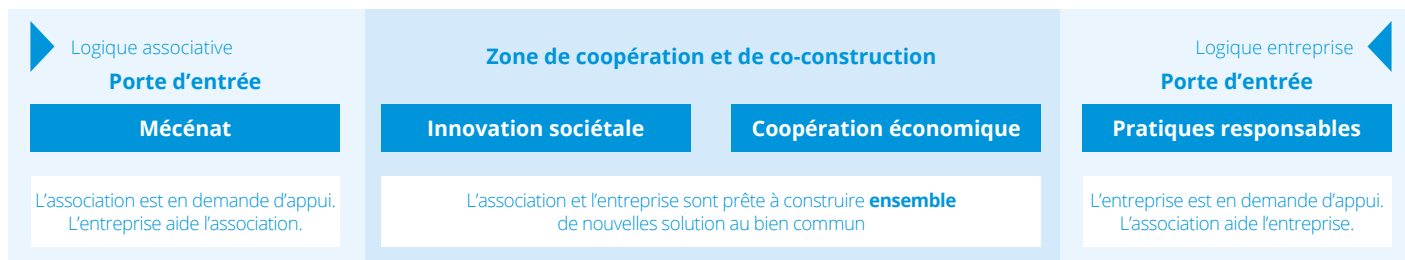 Logique associative
Porte d'entrée
Mécénat
L'association est en demande d'appui.
L'entreprise aide l'association.
Zone de coopération et de co-construction
Innovation sociétale
Coopération économique
L'association et l'entreprise sont prête à construire ensemble
de nouvelles solution au bien commun
Logique entreprise
Porte d'entrée
Pratiques responsables
L'entreprise est en demande d'appui.
L'association aide l'entreprise.